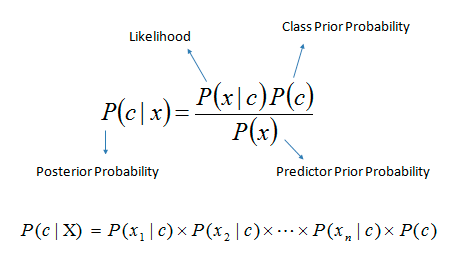 Class Prior Probability
Likelihood
P(c | x) = P(x | c)P(c) / P(x)
Posterior Probability
Predictor Prior Probability
P(c | X) = P(x₁ | c) × P(x₂ | c) × ⋯ × P(xₙ | c) × P(c)